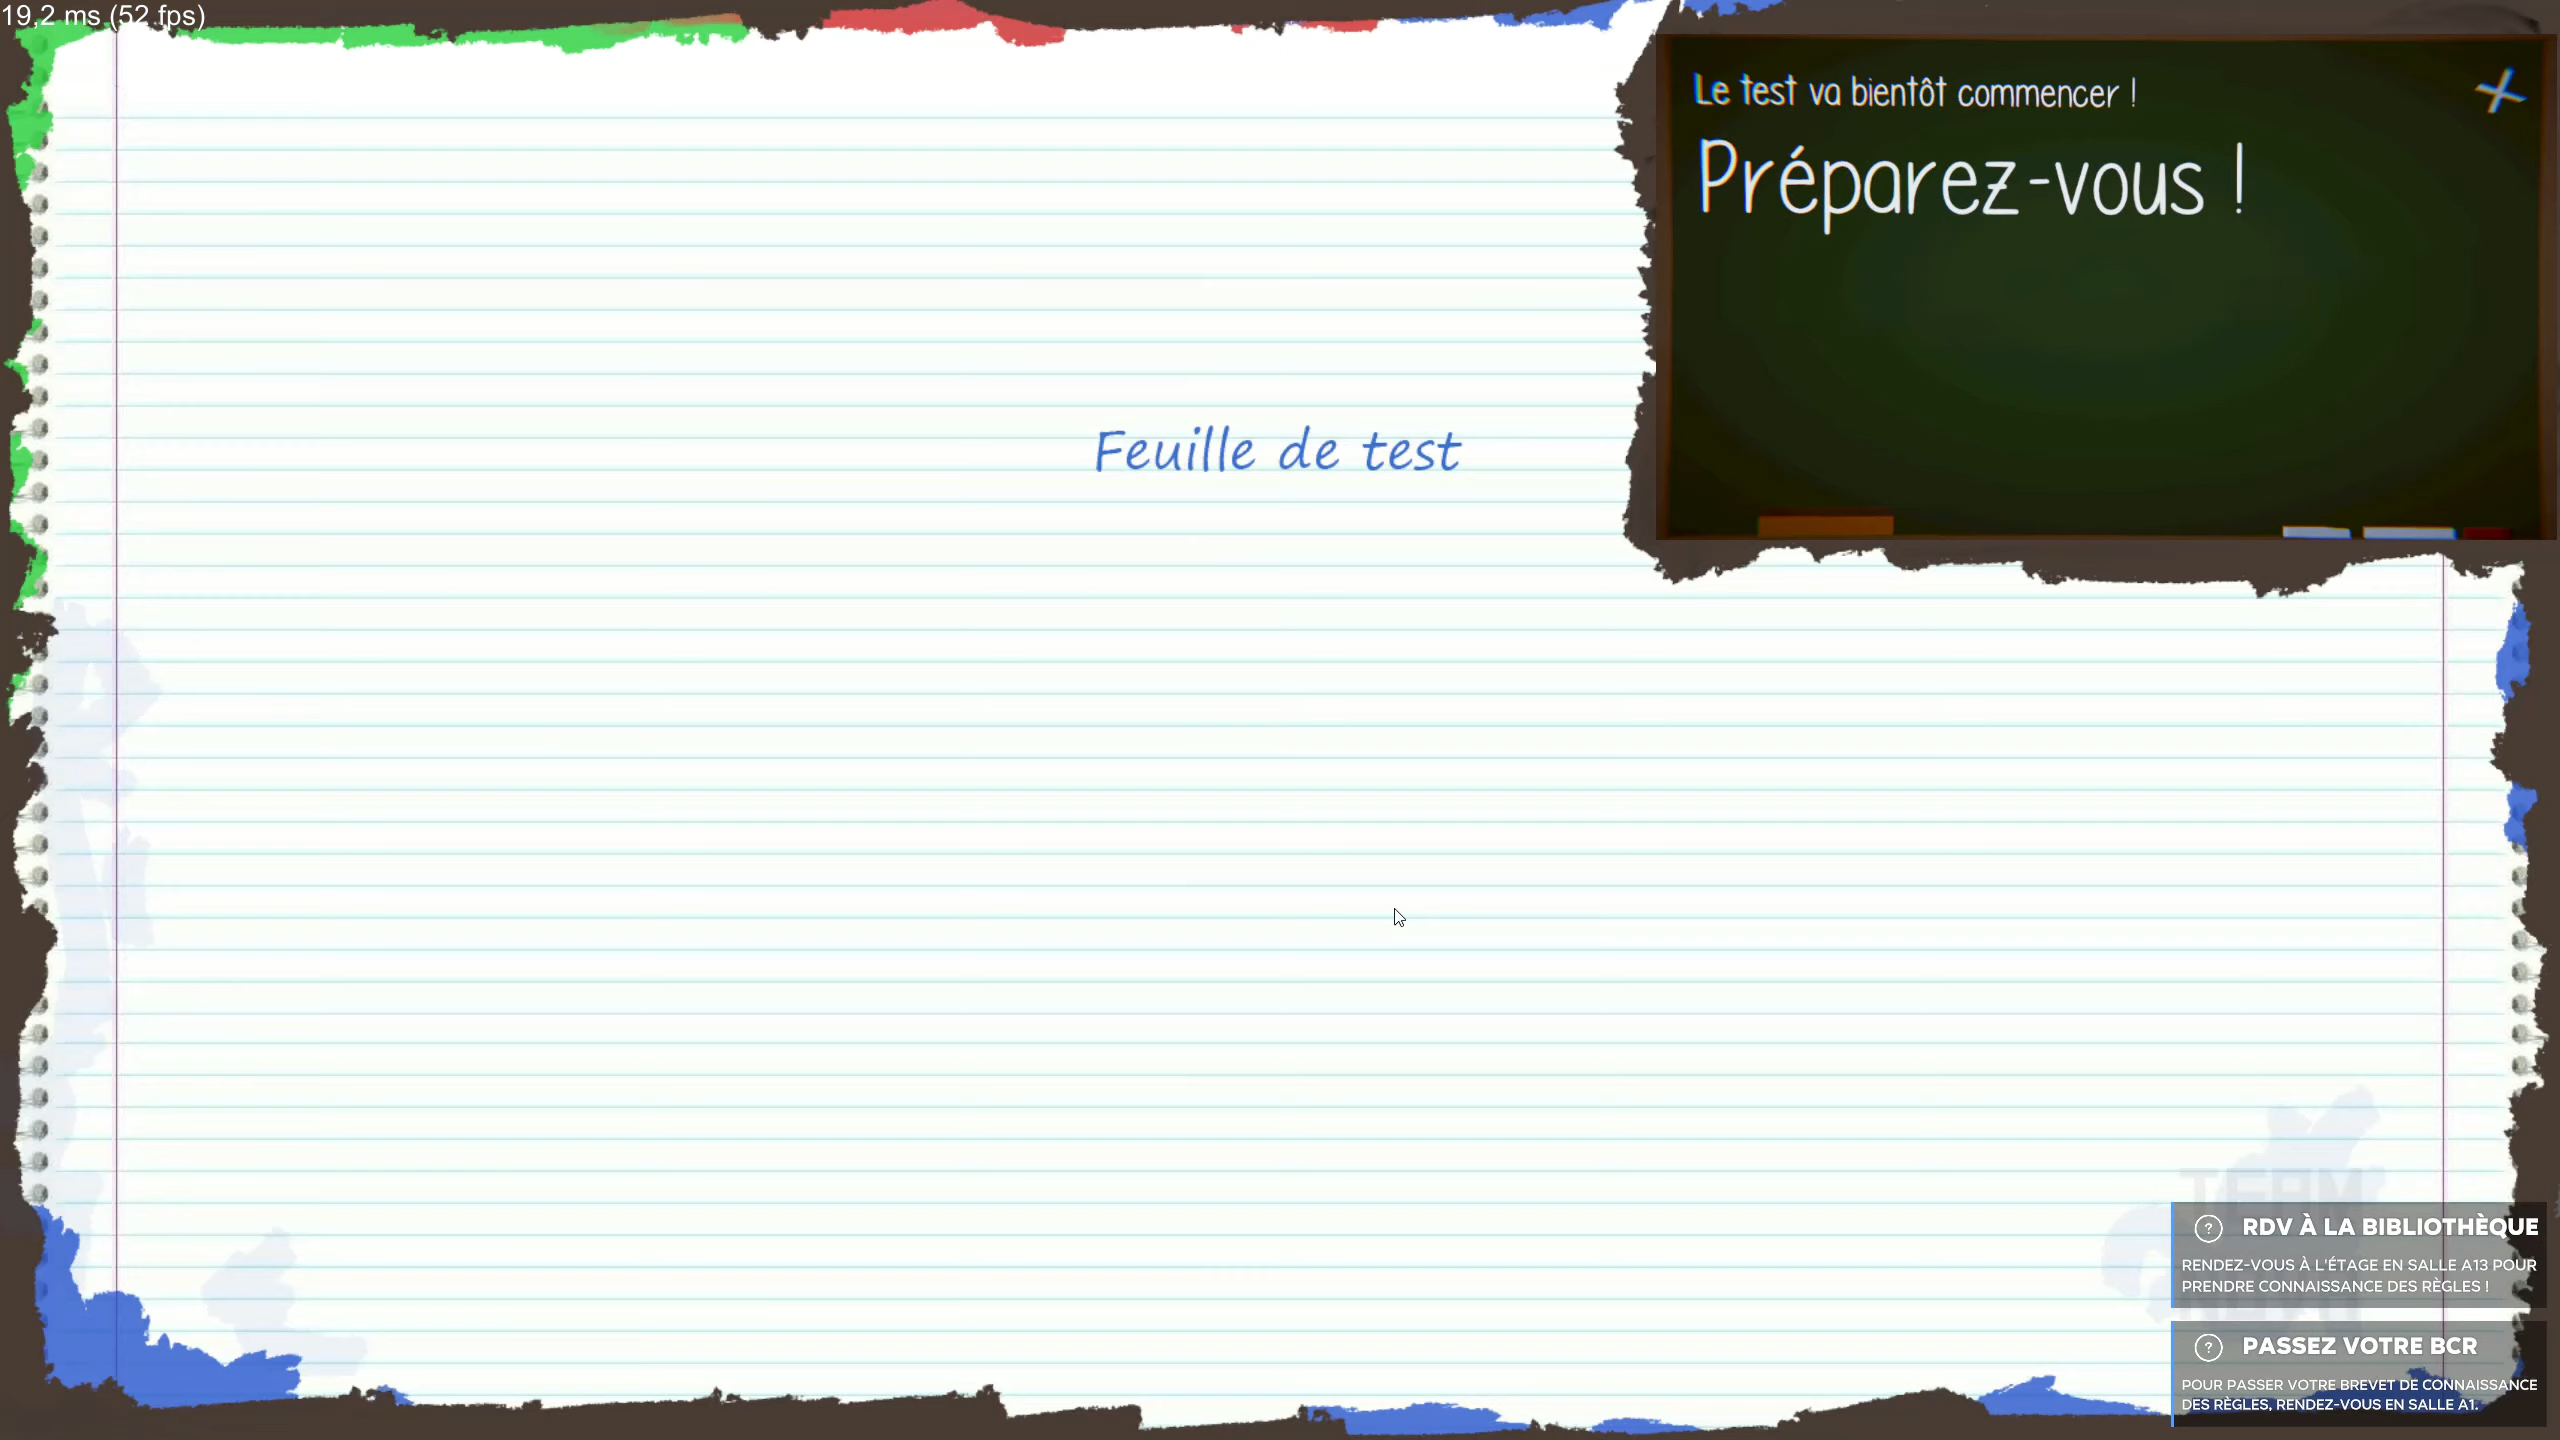 19,2 ms (52 fps)
Le test va bientôt commencer !
Préparez-vous !
Feuille de test
TEAM
RDV À LA BIBLIOTHÈQUE
RENDEZ-VOUS À L'ÉTAGE EN SALLE A13 POUR
PRENDRE CONNAISSANCE DES RÈGLES !
PASSEZ VOTRE BCR
POUR PASSER VOTRE BREVET DE CONNAISSANCE
DES RÈGLES, RENDEZ-VOUS EN SALLE A1.